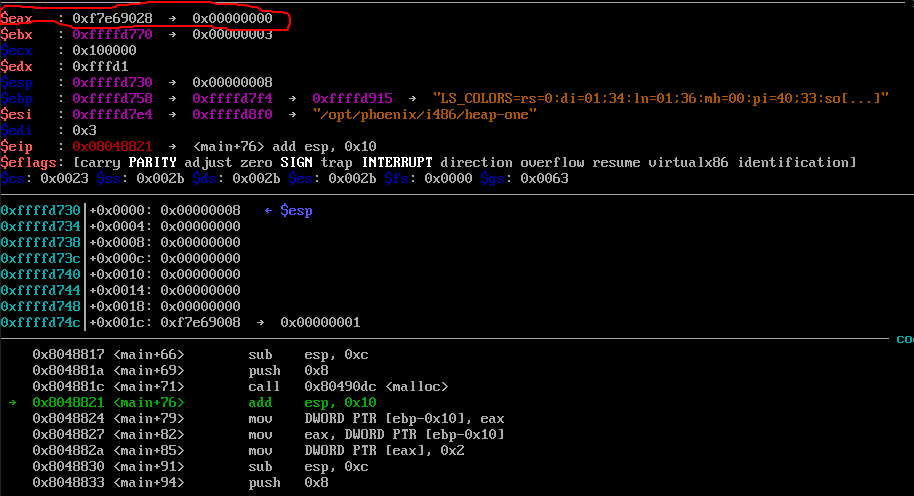 $eax   : 0xf7e69028  →  0x00000000
$ebx   : 0xffffd770  →  0x00000003
$ecx   : 0x100000
$edx   : 0xfffd1
$esp   : 0xffffd730  →  0x00000008
$ebp   : 0xffffd758  →  0xffffd7f4  →  0xffffd915  →  "LS_COLORS=rs=0:di=01;34:ln=01;36:mh=00:pi=40;33:so[...]"
$esi   : 0xffffd7e4  →  0xffffd8f0  →  "/opt/phoenix/i486/heap-one"
$edi   : 0x3
$eip   : 0x08048821  →  <main+76> add esp, 0x10
$eflags: [carry PARITY adjust zero SIGN trap INTERRUPT direction overflow resume virtualx86 identification]
$cs: 0x0023 $ss: 0x002b $ds: 0x002b $es: 0x002b $fs: 0x0000 $gs: 0x0063
0xffffd730│+0x0000: 0x00000008   ← $esp
0xffffd734│+0x0004: 0x00000000
0xffffd738│+0x0008: 0x00000000
0xffffd73c│+0x000c: 0x00000000
0xffffd740│+0x0010: 0x00000000
0xffffd744│+0x0014: 0x00000000
0xffffd748│+0x0018: 0x00000000
0xffffd74c│+0x001c: 0xf7e69008  →  0x00000001
co
0x8048817 <main+66>        sub    esp, 0xc
0x804881a <main+69>        push   0x8
0x804881c <main+71>        call   0x80490dc <malloc>
→  0x8048821 <main+76>        add    esp, 0x10
0x8048824 <main+79>        mov    DWORD PTR [ebp-0x10], eax
0x8048827 <main+82>        mov    eax, DWORD PTR [ebp-0x10]
0x804882a <main+85>        mov    DWORD PTR [eax], 0x2
0x8048830 <main+91>        sub    esp, 0xc
0x8048833 <main+94>        push   0x8